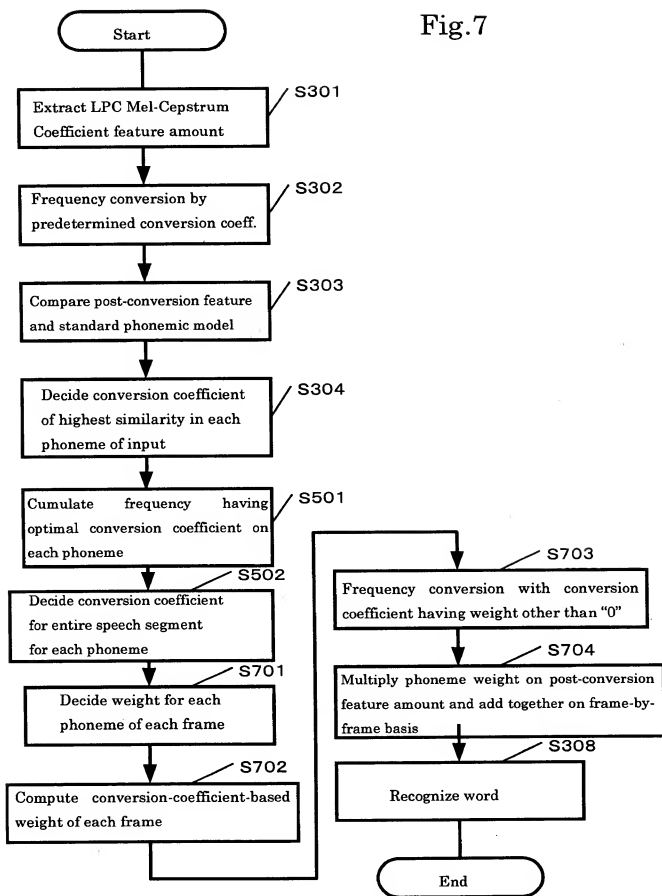 Fig.7
Start
S301
Extract LPC Mel-Cepstrum
Coefficient feature amount
S302
Frequency conversion by
predetermined conversion coeff.
S303
Compare post-conversion feature
and standard phonemic model
S304
Decide conversion coefficient
of highest similarity in each
phoneme of input
S501
Cumulate frequency having
optimal conversion coefficient on
each phoneme
S502
Decide conversion coefficient
for entire speech segment
for each phoneme
S701
Decide weight for each
phoneme of each frame
S702
Compute conversion-coefficient-based
weight of each frame
S703
Frequency conversion with conversion
coefficient having weight other than “0”
S704
Multiply phoneme weight on post-conversion
feature amount and add together on frame-by-
frame basis
S308
Recognize word
End